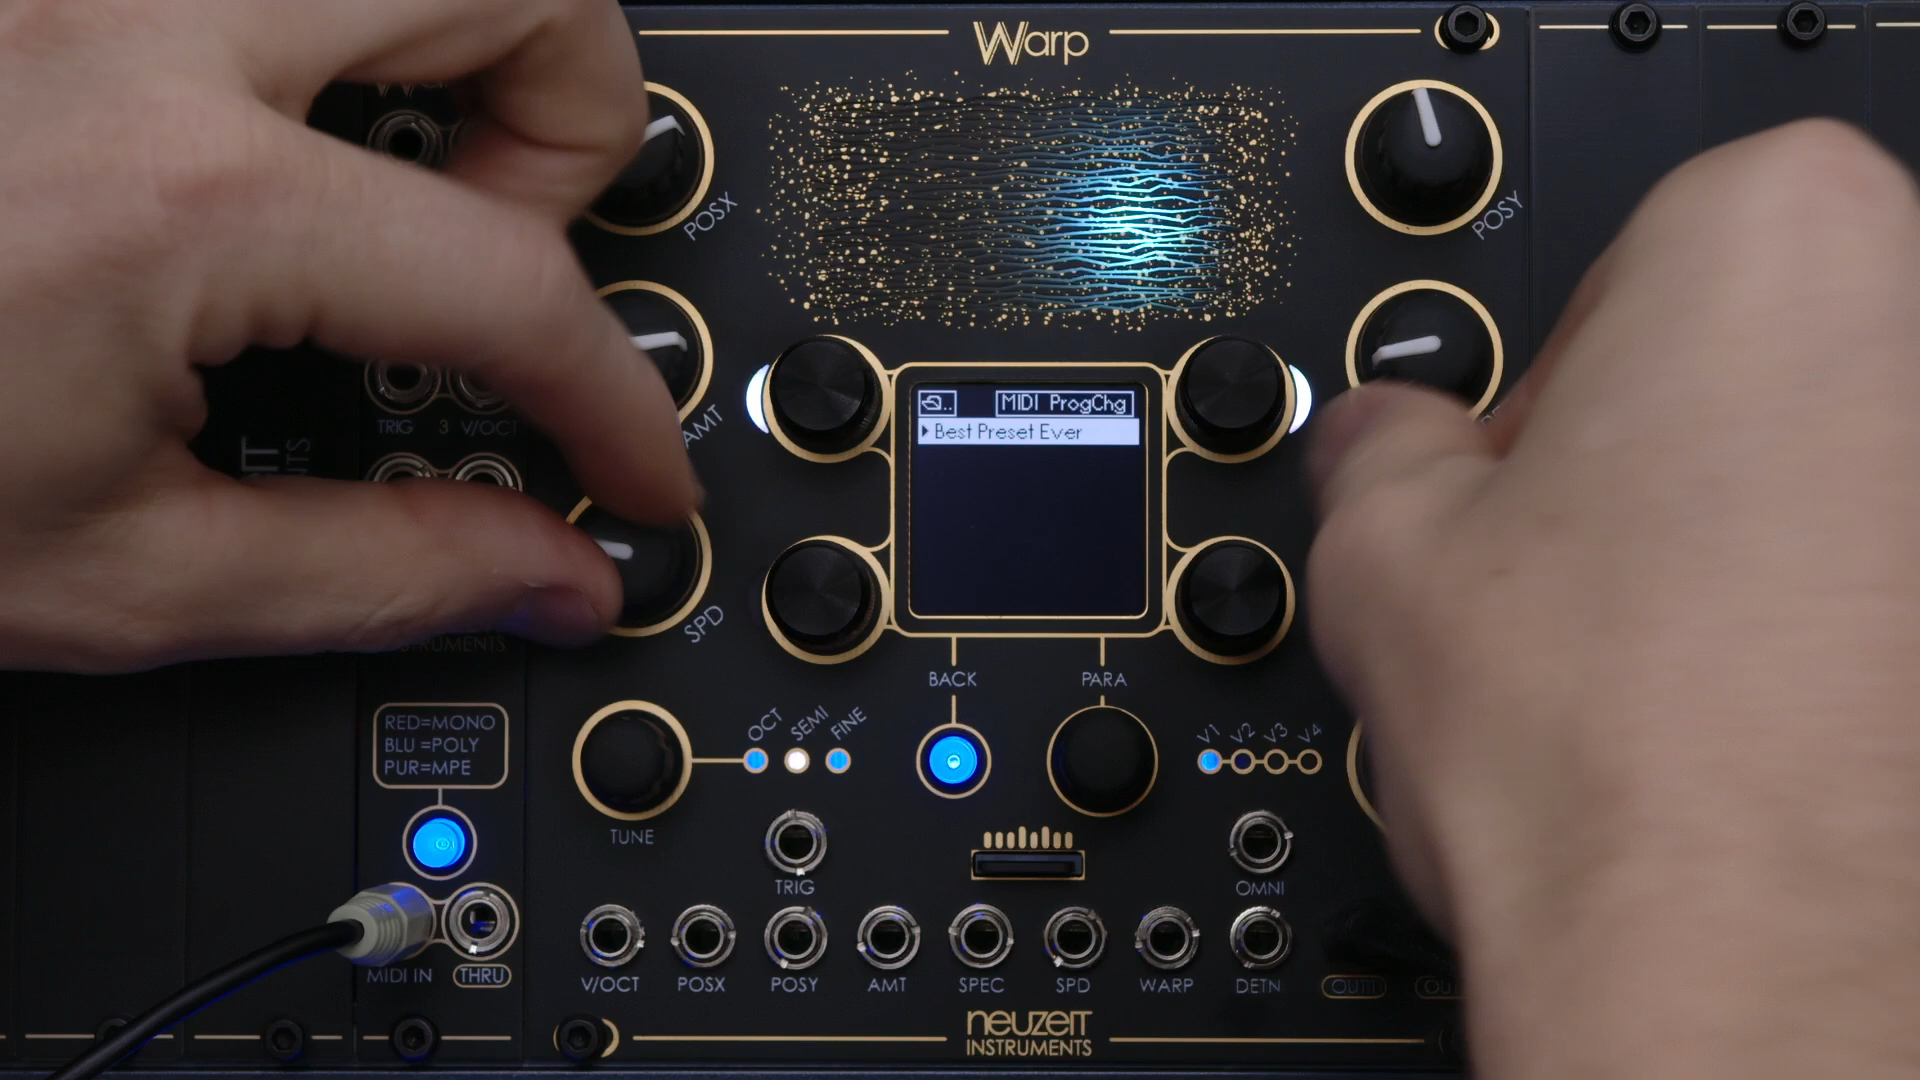 Warp
POSX
POSY
TRIG 3 V/OCT
AMT
MIDI ProgChg
Best Preset Ever
SPD
BACK
PARA
RED=MONO
BLU =POLY
PUR=MPE
OCT
SEMI
FINE
V1
V2
V3
V4
TUNE
TRIG
OMNI
MIDI IN
THRU
V/OCT
POSX
POSY
AMT
SPEC
SPD
WARP
DETN
OUT1
neuzeit
INSTRUMENTS